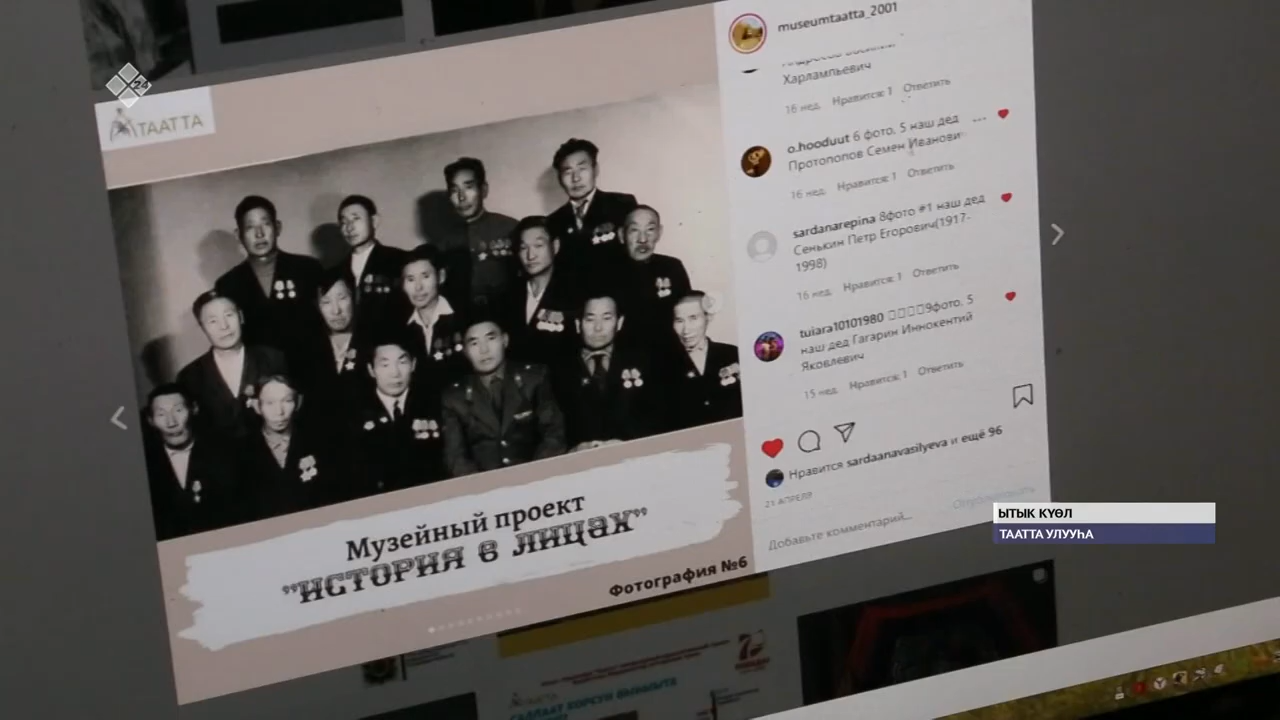 24
ТААТТА
museumtaatta_2001
Харлампьевич
16 нед. Нравится: 1 Ответить
o.hooduut 6 фото, 5 наш дед ...
Протопопов Семен Иванович
16 нед. Нравится: 1 Ответить
sardanarepina 8фото #1 наш дед
Сенькин Петр Егорович(1917-
1998)
16 нед. Нравится: 1 Ответить
tuiara10101980 □□□□9фото, 5
наш дед Гагарин Иннокентий
Яковлевич
15 нед. Нравится: 1 Ответить
Нравится sardaanavasilyeva и ещё 96
21 АПРЕЛЯ
Добавьте комментарий... Опубликовать
Музейный проект
"ИСТОРИЯ В ЛИЦАХ"
Фотография №6
ЫТЫК КҮӨЛ
ТААТТА УЛУУҺА